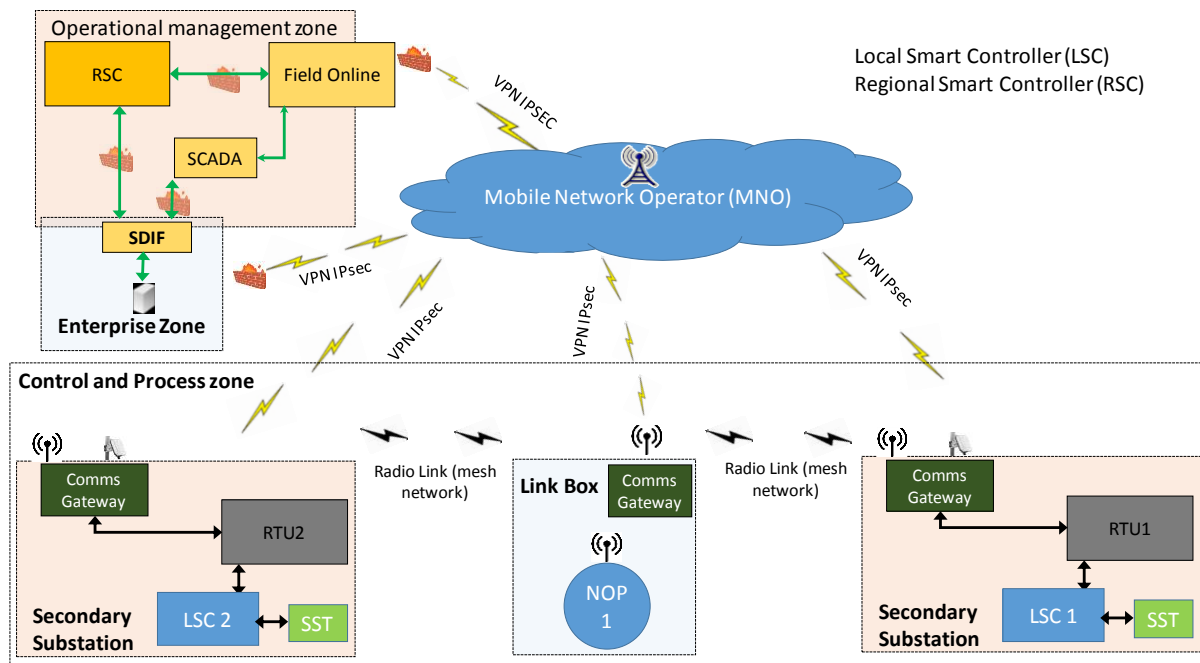 Operational management zone
RSC
Field Online
SCADA
SDIF
Enterprise Zone
VPN IPSEC
Local Smart Controller (LSC)
Regional Smart Controller (RSC)
Mobile Network Operator (MNO)
VPN IPsec
VPN IPsec
VPN IPsec
VPN IPsec
Control and Process zone
Comms
Gateway
RTU2
LSC 2
SST
Secondary
Substation
Radio Link (mesh
network)
Link Box
Comms
Gateway
NOP
1
Radio Link (mesh
network)
Comms
Gateway
RTU1
LSC 1
SST
Secondary
Substation